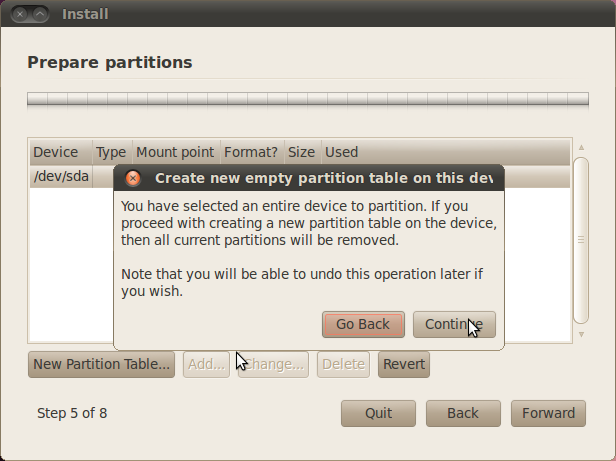 Install
Prepare partitions
Device Type Mount point Format? Size Used
/dev/sda
Create new empty partition table on this dev
You have selected an entire device to partition. If you
proceed with creating a new partition table on the device,
then all current partitions will be removed.
Note that you will be able to undo this operation later if
you wish.
Go Back Continue
New Partition Table... Add... Change... Delete Revert
Step 5 of 8 Quit Back Forward